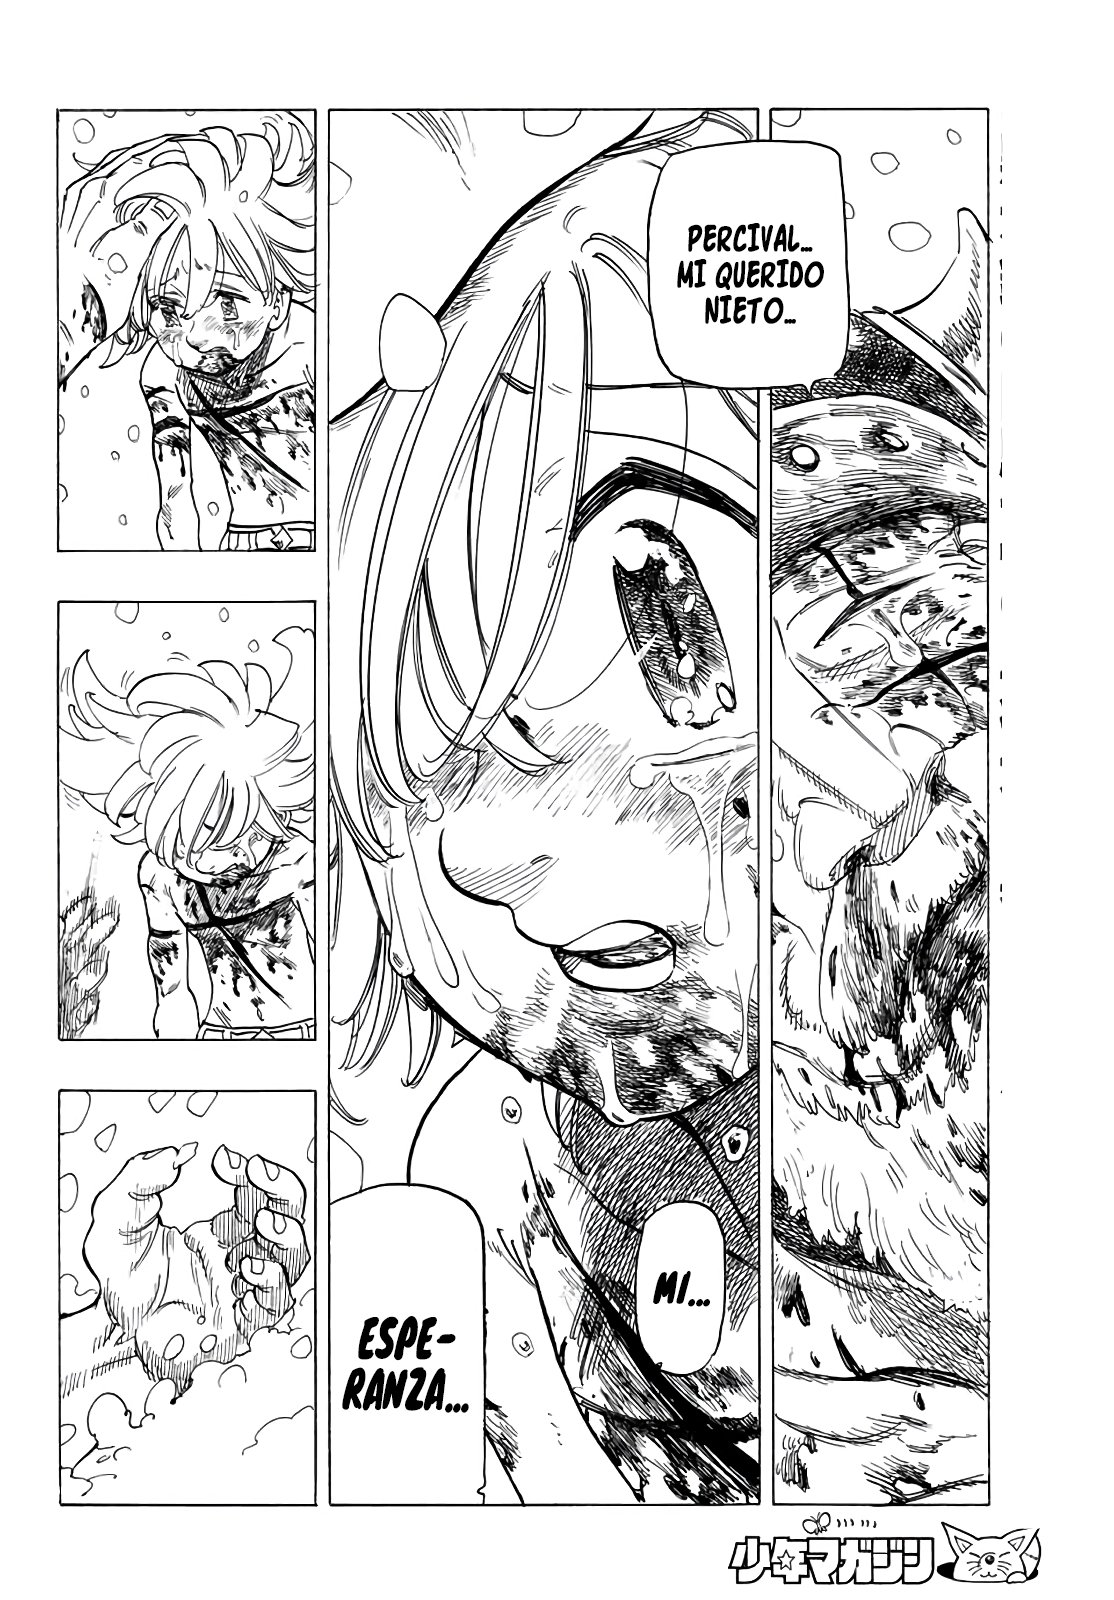 PERCIVAL...
MI QUERIDO
NIETO...
MI...
ESPE-
RANZA...
少年マガジン